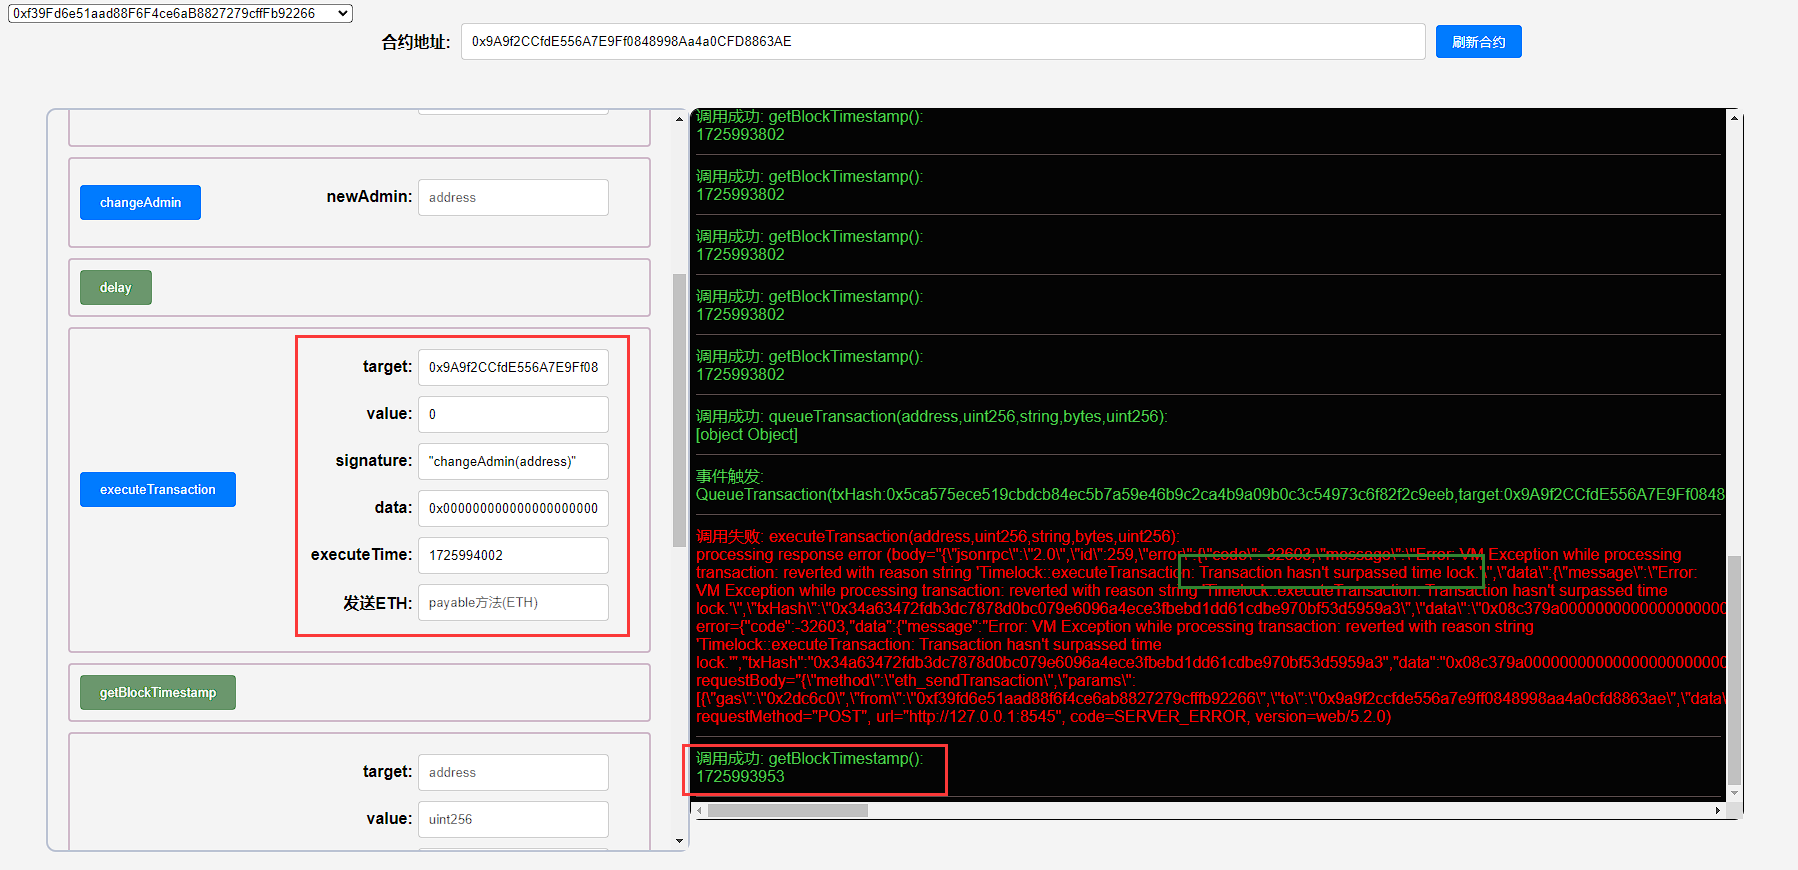 0xf39Fd6e51aad88F6F4ce6aB8827279cffFb92266
合约地址:
0x9A9f2CCfdE556A7E9Ff0848998Aa4a0CFD8863AE
刷新合约
changeAdmin
newAdmin:
address
delay
target:
0x9A9f2CCfdE556A7E9Ff08
value:
0
signature:
"changeAdmin(address)"
executeTransaction
data:
0x000000000000000000000
executeTime:
1725994002
发送ETH:
payable方法(ETH)
getBlockTimestamp
target:
address
value:
uint256
调用成功: getBlockTimestamp():
1725993802
调用成功: getBlockTimestamp():
1725993802
调用成功: getBlockTimestamp():
1725993802
调用成功: getBlockTimestamp():
1725993802
调用成功: getBlockTimestamp():
1725993802
调用成功: queueTransaction(address,uint256,string,bytes,uint256):
[object Object]
事件触发:
QueueTransaction(txHash:0x5ca575ece519cbdcb84ec5b7a59e46b9c2ca4b9a09b0c3c54973c6f82f2c9eeb,target:0x9A9f2CCfdE556A7E9Ff0848
调用失败: executeTransaction(address,uint256,string,bytes,uint256):
processing response error (body="{\"jsonrpc\":\"2.0\",\"id\":259,\"error\":{\"code\":-32603,\"message\":\"Error: VM Exception while processing
transaction: reverted with reason string 'Timelock::executeTransaction: Transaction hasn't surpassed time lock.'\",\"data\":{\"message\":\"Error:
VM Exception while processing transaction: reverted with reason string 'Timelock::executeTransaction: Transaction hasn't surpassed time
lock.'\",\"txHash\":\"0x34a63472fdb3dc7878d0bc079e6096a4ece3fbebd1dd61cdbe970bf53d5959a3\",\"data\":\"0x08c379a0000000000000000000
error={"code":-32603,"data":{"message":"Error: VM Exception while processing transaction: reverted with reason string
'Timelock::executeTransaction: Transaction hasn't surpassed time
lock.'","txHash":"0x34a63472fdb3dc7878d0bc079e6096a4ece3fbebd1dd61cdbe970bf53d5959a3","data":"0x08c379a0000000000000000000000
requestBody="{\"method\":\"eth_sendTransaction\",\"params\":
[{\"gas\":\"0x2dc6c0\",\"from\":\"0xf39fd6e51aad88f6f4ce6ab8827279cfffb92266\",\"to\":\"0x9a9f2ccfde556a7e9ff0848998aa4a0cfd8863ae\",\"data\
requestMethod="POST", url="http://127.0.0.1:8545", code=SERVER_ERROR, version=web/5.2.0)
调用成功: getBlockTimestamp():
1725993953